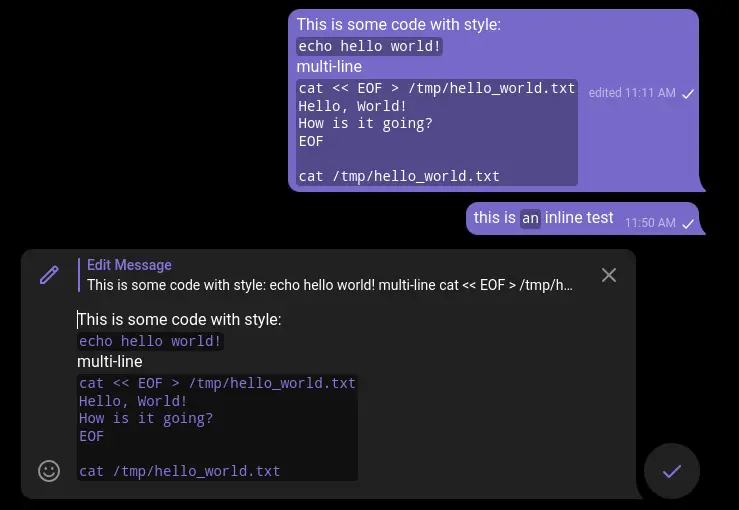 This is some code with style:
echo hello world!
multi-line
cat << EOF > /tmp/hello_world.txt
Hello, World!
How is it going?
EOF
cat /tmp/hello_world.txt
edited 11:11 AM
this is an inline test
11:50 AM
Edit Message
This is some code with style: echo hello world! multi-line cat << EOF > /tmp/h...
This is some code with style:
echo hello world!
multi-line
cat << EOF > /tmp/hello_world.txt
Hello, World!
How is it going?
EOF
cat /tmp/hello_world.txt